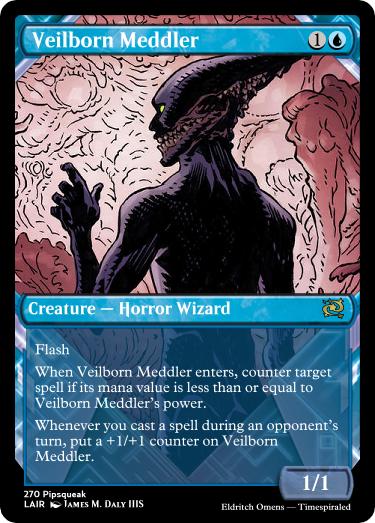 Veilborn Meddler 1
Creature — Horror Wizard
Flash
When Veilborn Meddler enters, counter target
spell if its mana value is less than or equal to
Veilborn Meddler's power.
Whenever you cast a spell during an opponent's
turn, put a +1/+1 counter on Veilborn
Meddler.
1/1
270 Pipsqueak
LAIR James M. Daly IIIS
Eldritch Omens — Timespiraled